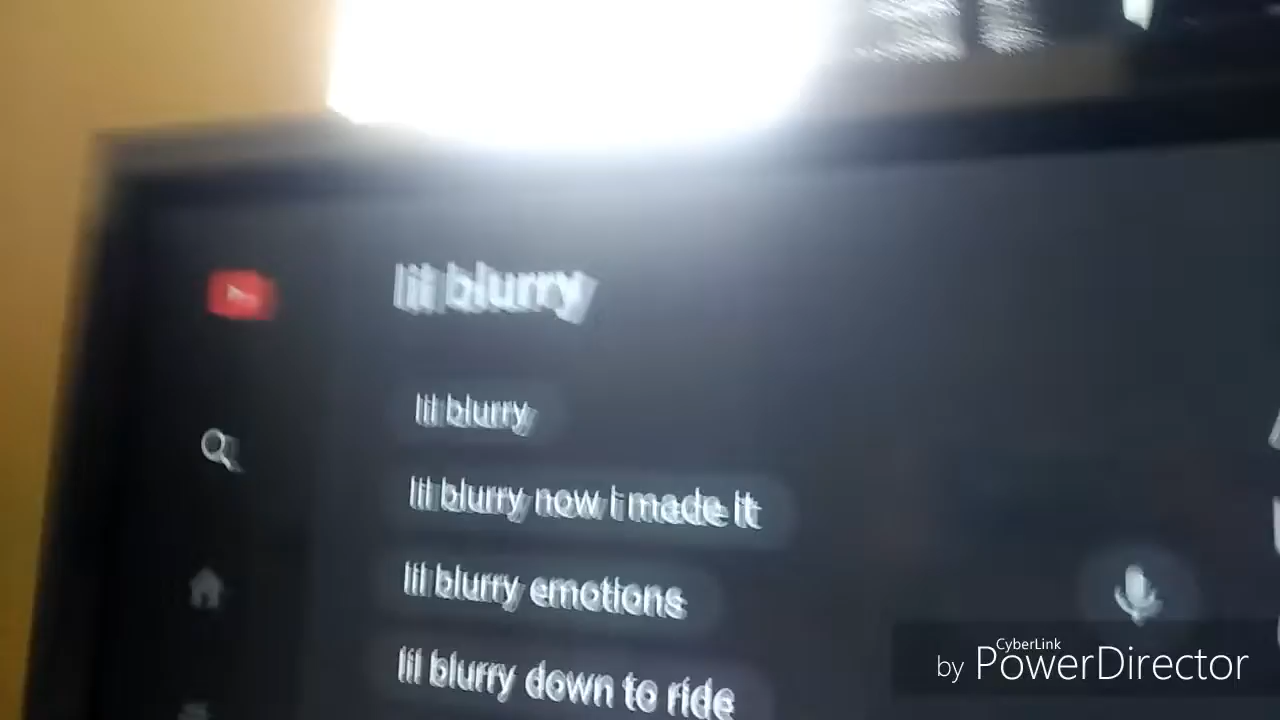 lil blurry
lil blurry
lil blurry now i made it
lil blurry emotions
lil blurry down to ride
CyberLink
by PowerDirector